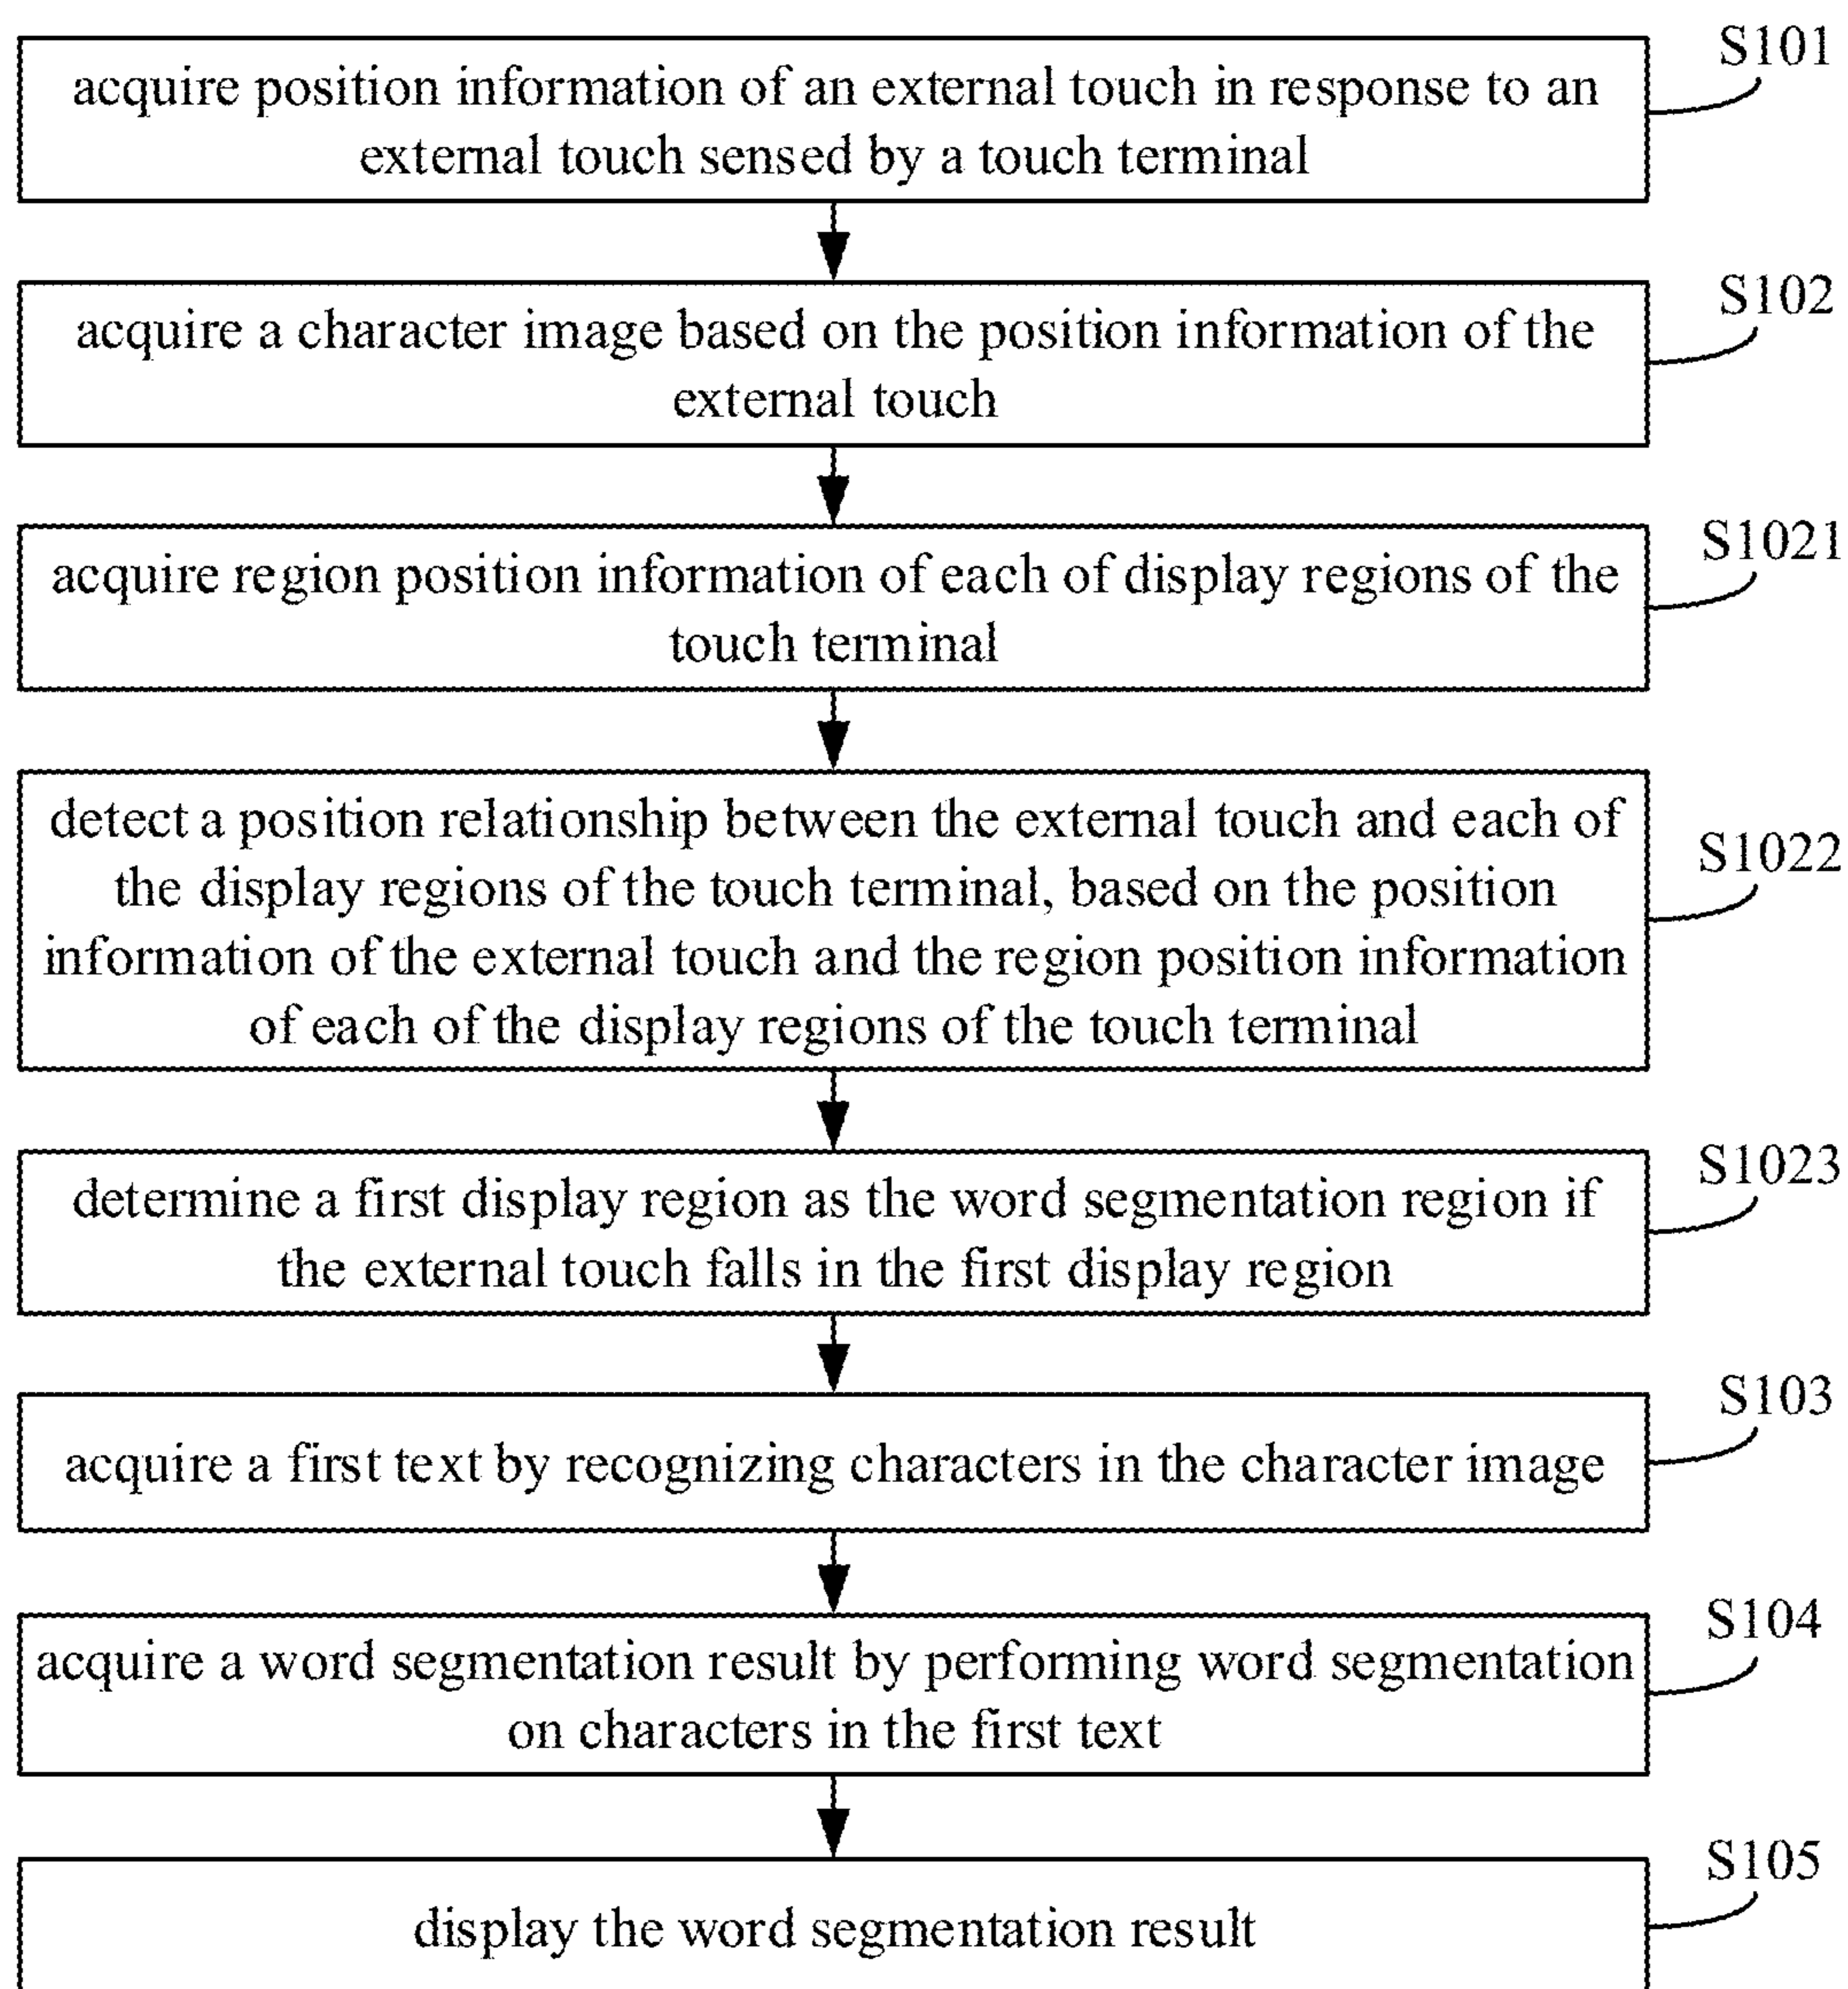 S101
acquire position information of an external touch in response to an
external touch sensed by a touch terminal
S102
acquire a character image based on the position information of the
external touch
S1021
acquire region position information of each of display regions of the
touch terminal
S1022
detect a position relationship between the external touch and each of
the display regions of the touch terminal, based on the position
information of the external touch and the region position information
of each of the display regions of the touch terminal
S1023
determine a first display region as the word segmentation region if
the external touch falls in the first display region
S103
acquire a first text by recognizing characters in the character image
S104
acquire a word segmentation result by performing word segmentation
on characters in the first text
S105
display the word segmentation result